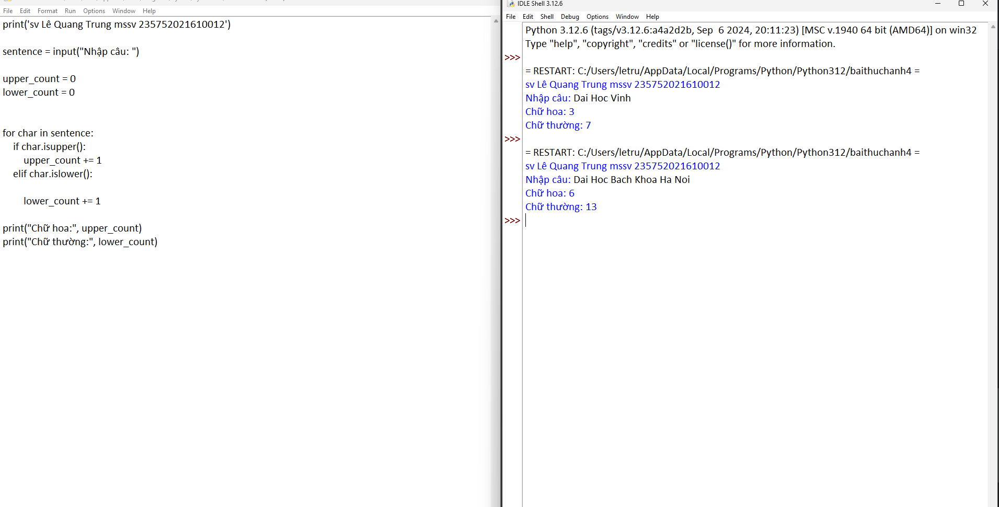 File Edit Format Run Options Window Help
print('sv Lê Quang Trung mssv 235752021610012')
sentence = input("Nhập câu: ")
upper_count = 0
lower_count = 0
for char in sentence:
    if char.isupper():
        upper_count += 1
    elif char.islower():
        lower_count += 1
print("Chữ hoa:", upper_count)
print("Chữ thường:", lower_count)
IDLE Shell 3.12.6
File Edit Shell Debug Options Window Help
Python 3.12.6 (tags/v3.12.6:a4a2d2b, Sep  6 2024, 20:11:23) [MSC v.1940 64 bit (AMD64)] on win32
Type "help", "copyright", "credits" or "license()" for more information.
>>>
= RESTART: C:/Users/letru/AppData/Local/Programs/Python/Python312/baithuchanh4 =
sv Lê Quang Trung mssv 235752021610012
Nhập câu: Dai Hoc Vinh
Chữ hoa: 3
Chữ thường: 7
>>>
= RESTART: C:/Users/letru/AppData/Local/Programs/Python/Python312/baithuchanh4 =
sv Lê Quang Trung mssv 235752021610012
Nhập câu: Dai Hoc Bach Khoa Ha Noi
Chữ hoa: 6
Chữ thường: 13
>>>